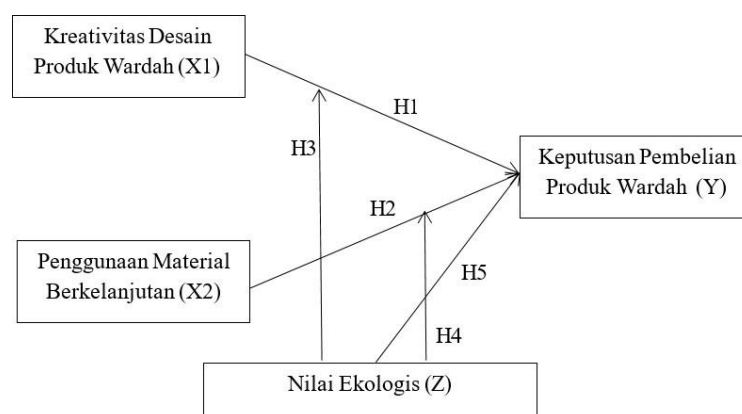 Kreativitas Desain
Produk Wardah (X1)
H1
H3
Keputusan Pembelian
Produk Wardah (Y)
H2
Penggunaan Material
Berkelanjutan (X2)
H5
H4
Nilai Ekologis (Z)